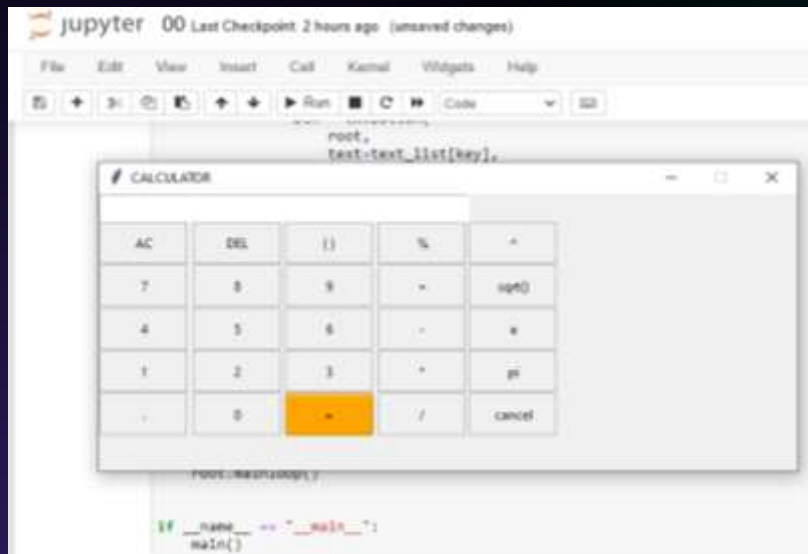 jupyter 00 Last Checkpoint: 2 hours ago (unsaved changes)
File Edit View Insert Cell Kernel Widgets Help
Run Code
root,
text=text_list[key],
CALCULATOR
AC DEL () % ^
7 8 9 + sqrt()
4 5 6 - e
1 2 3 * pi
. 0 = / cancel
root.mainloop()
if __name__ == "__main__":
main()